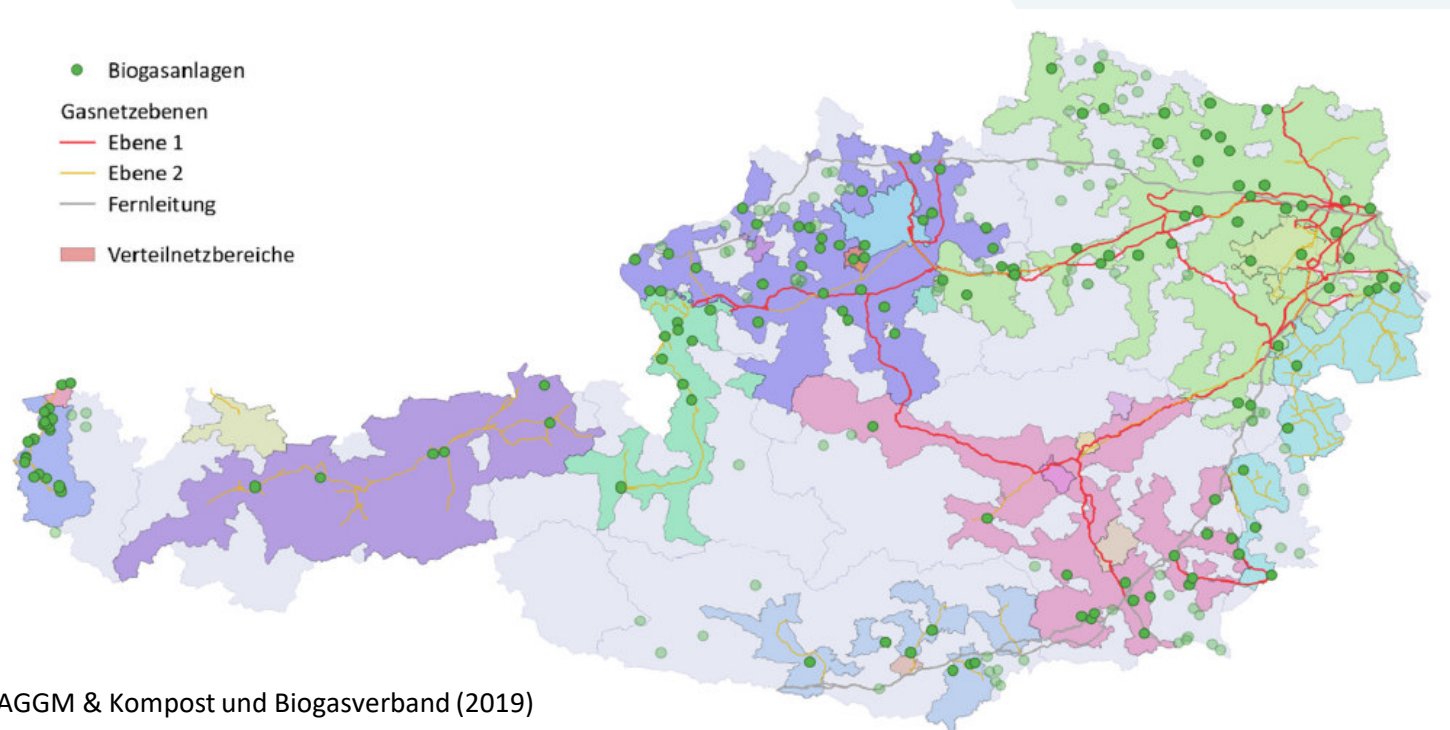 Biogasanlagen
Gasnetzebenen
Ebene 1
Ebene 2
Fernleitung
Verteilnetzbereiche
AGGM & Kompost und Biogasverband (2019)